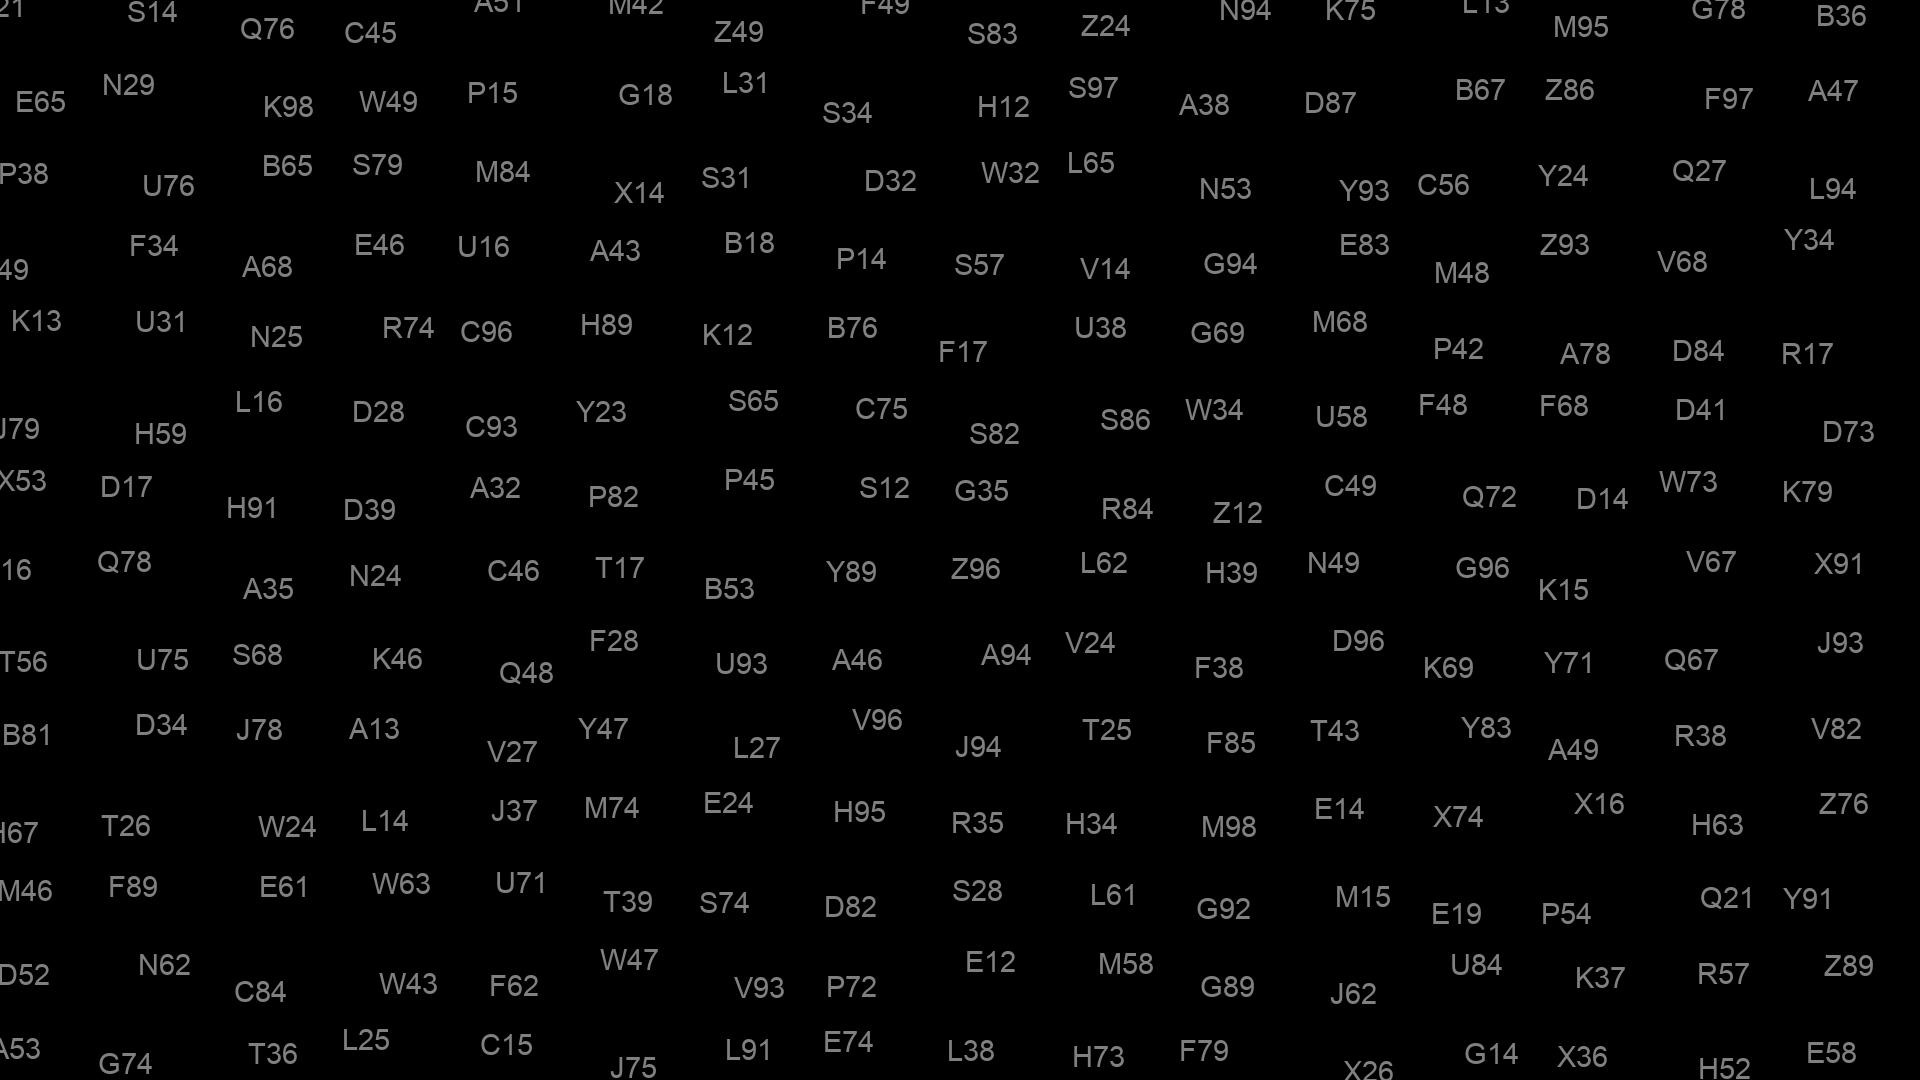 21 S14 Q76 C45 A51 M42 Z49 F49 S83 Z24 N94 K75 L13 M95 G78 B36
E65 N29 K98 W49 P15 G18 L31 S34 H12 S97 A38 D87 B67 Z86 F97 A47
P38 U76 B65 S79 M84 X14 S31 D32 W32 L65 N53 Y93 C56 Y24 Q27 L94
49 F34 A68 E46 U16 A43 B18 P14 S57 V14 G94 E83 M48 Z93 V68 Y34
K13 U31 N25 R74 C96 H89 K12 B76 F17 U38 G69 M68 P42 A78 D84 R17
J79 H59 L16 D28 C93 Y23 S65 C75 S82 S86 W34 U58 F48 F68 D41 D73
X53 D17 H91 D39 A32 P82 P45 S12 G35 R84 Z12 C49 Q72 D14 W73 K79
16 Q78 A35 N24 C46 T17 B53 Y89 Z96 L62 H39 N49 G96 K15 V67 X91
T56 U75 S68 K46 Q48 F28 U93 A46 A94 V24 F38 D96 K69 Y71 Q67 J93
B81 D34 J78 A13 V27 Y47 L27 V96 J94 T25 F85 T43 Y83 A49 R38 V82
H67 T26 W24 L14 J37 M74 E24 H95 R35 H34 M98 E14 X74 X16 H63 Z76
M46 F89 E61 W63 U71 T39 S74 D82 S28 L61 G92 M15 E19 P54 Q21 Y91
D52 N62 C84 W43 F62 W47 V93 P72 E12 M58 G89 J62 U84 K37 R57 Z89
A53 G74 T36 L25 C15 J75 L91 E74 L38 H73 F79 X26 G14 X36 H52 E58